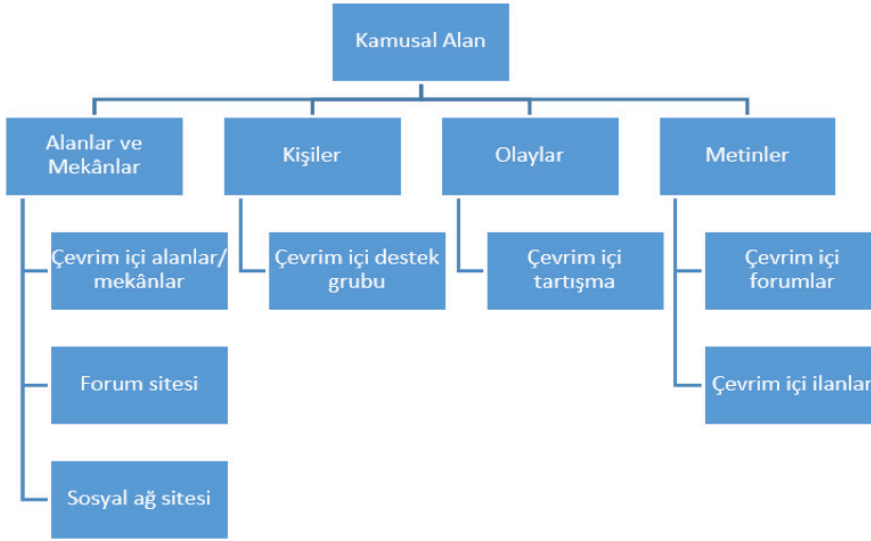 Kamusal Alan
Alanlar ve
Mekânlar
Kişiler
Olaylar
Metinler
Çevrim içi alanlar/
mekânlar
Çevrim içi destek
grubu
Çevrim içi
tartışma
Çevrim içi
forumlar
Forum sitesi
Çevrim içi ilanlar
Sosyal ağ sitesi